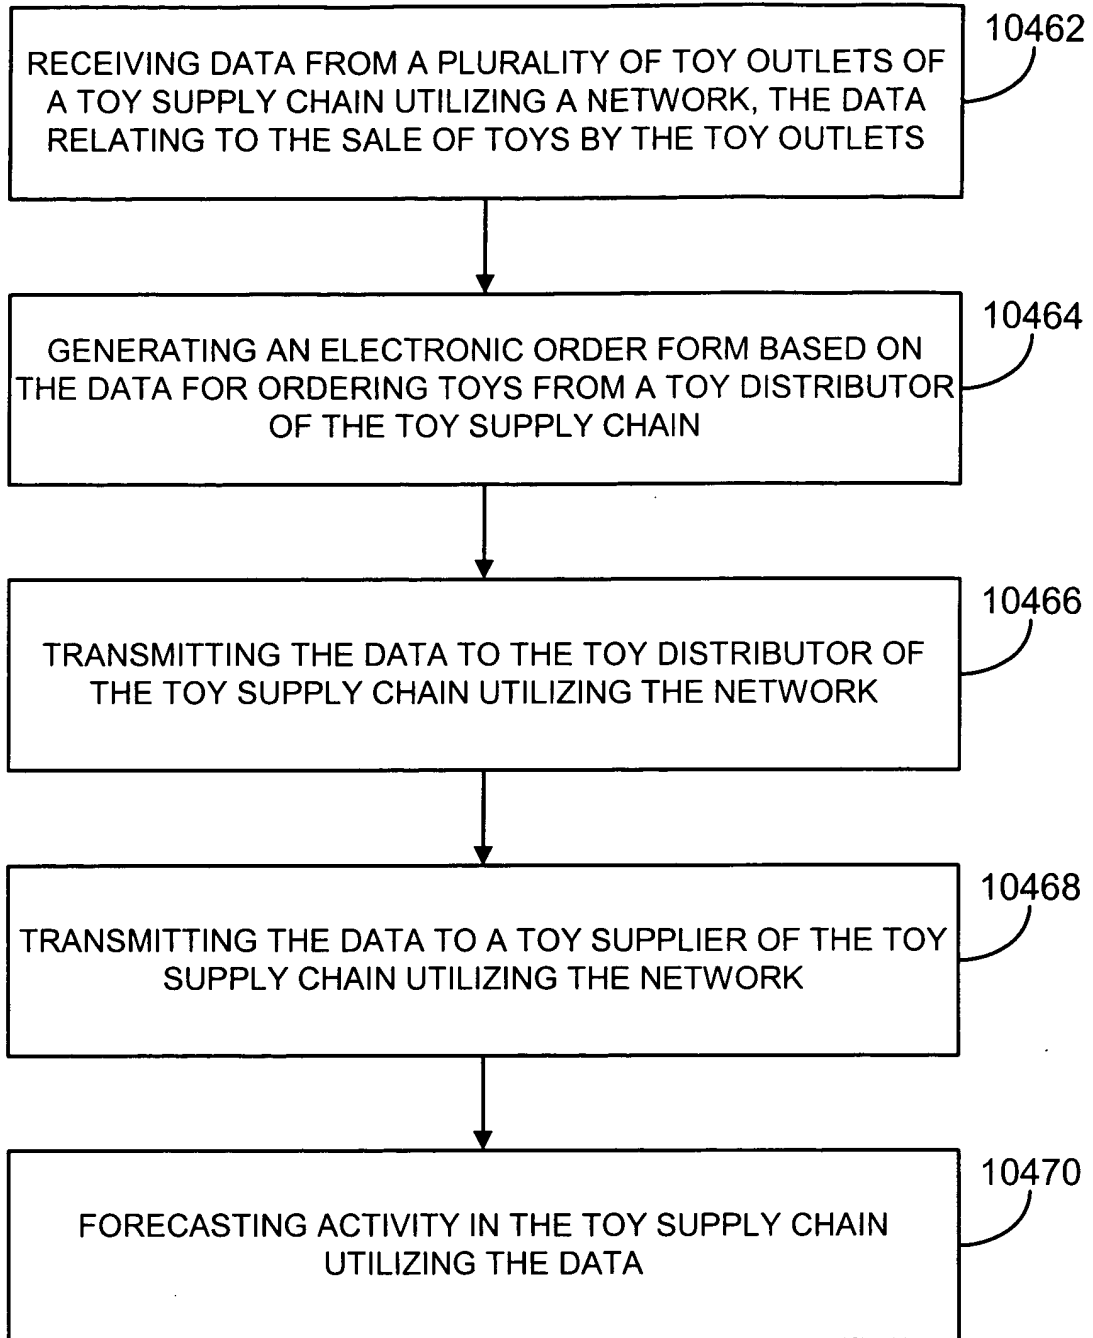 10462
RECEIVING DATA FROM A PLURALITY OF TOY OUTLETS OF
A TOY SUPPLY CHAIN UTILIZING A NETWORK, THE DATA
RELATING TO THE SALE OF TOYS BY THE TOY OUTLETS
10464
GENERATING AN ELECTRONIC ORDER FORM BASED ON
THE DATA FOR ORDERING TOYS FROM A TOY DISTRIBUTOR
OF THE TOY SUPPLY CHAIN
10466
TRANSMITTING THE DATA TO THE TOY DISTRIBUTOR OF
THE TOY SUPPLY CHAIN UTILIZING THE NETWORK
10468
TRANSMITTING THE DATA TO A TOY SUPPLIER OF THE TOY
SUPPLY CHAIN UTILIZING THE NETWORK
10470
FORECASTING ACTIVITY IN THE TOY SUPPLY CHAIN
UTILIZING THE DATA